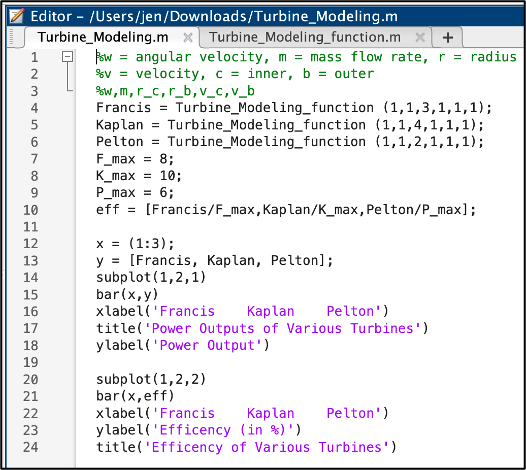 Editor - /Users/jen/Downloads/Turbine_Modeling.m
Turbine_Modeling.m × Turbine_Modeling_function.m × +
1 %w = angular velocity, m = mass flow rate, r = radius
2 %v = velocity, c = inner, b = outer
3 %w,m,r_c,r_b,v_c,v_b
4 Francis = Turbine_Modeling_function (1,1,3,1,1,1);
5 Kaplan = Turbine_Modeling_function (1,1,4,1,1,1);
6 Pelton = Turbine_Modeling_function (1,1,2,1,1,1);
7 F_max = 8;
8 K_max = 10;
9 P_max = 6;
10 eff = [Francis/F_max,Kaplan/K_max,Pelton/P_max];
11
12 x = (1:3);
13 y = [Francis, Kaplan, Pelton];
14 subplot(1,2,1)
15 bar(x,y)
16 xlabel('Francis    Kaplan    Pelton')
17 title('Power Outputs of Various Turbines')
18 ylabel('Power Output')
19
20 subplot(1,2,2)
21 bar(x,eff)
22 xlabel('Francis    Kaplan    Pelton')
23 ylabel('Efficency (in %)')
24 title('Efficency of Various Turbines')